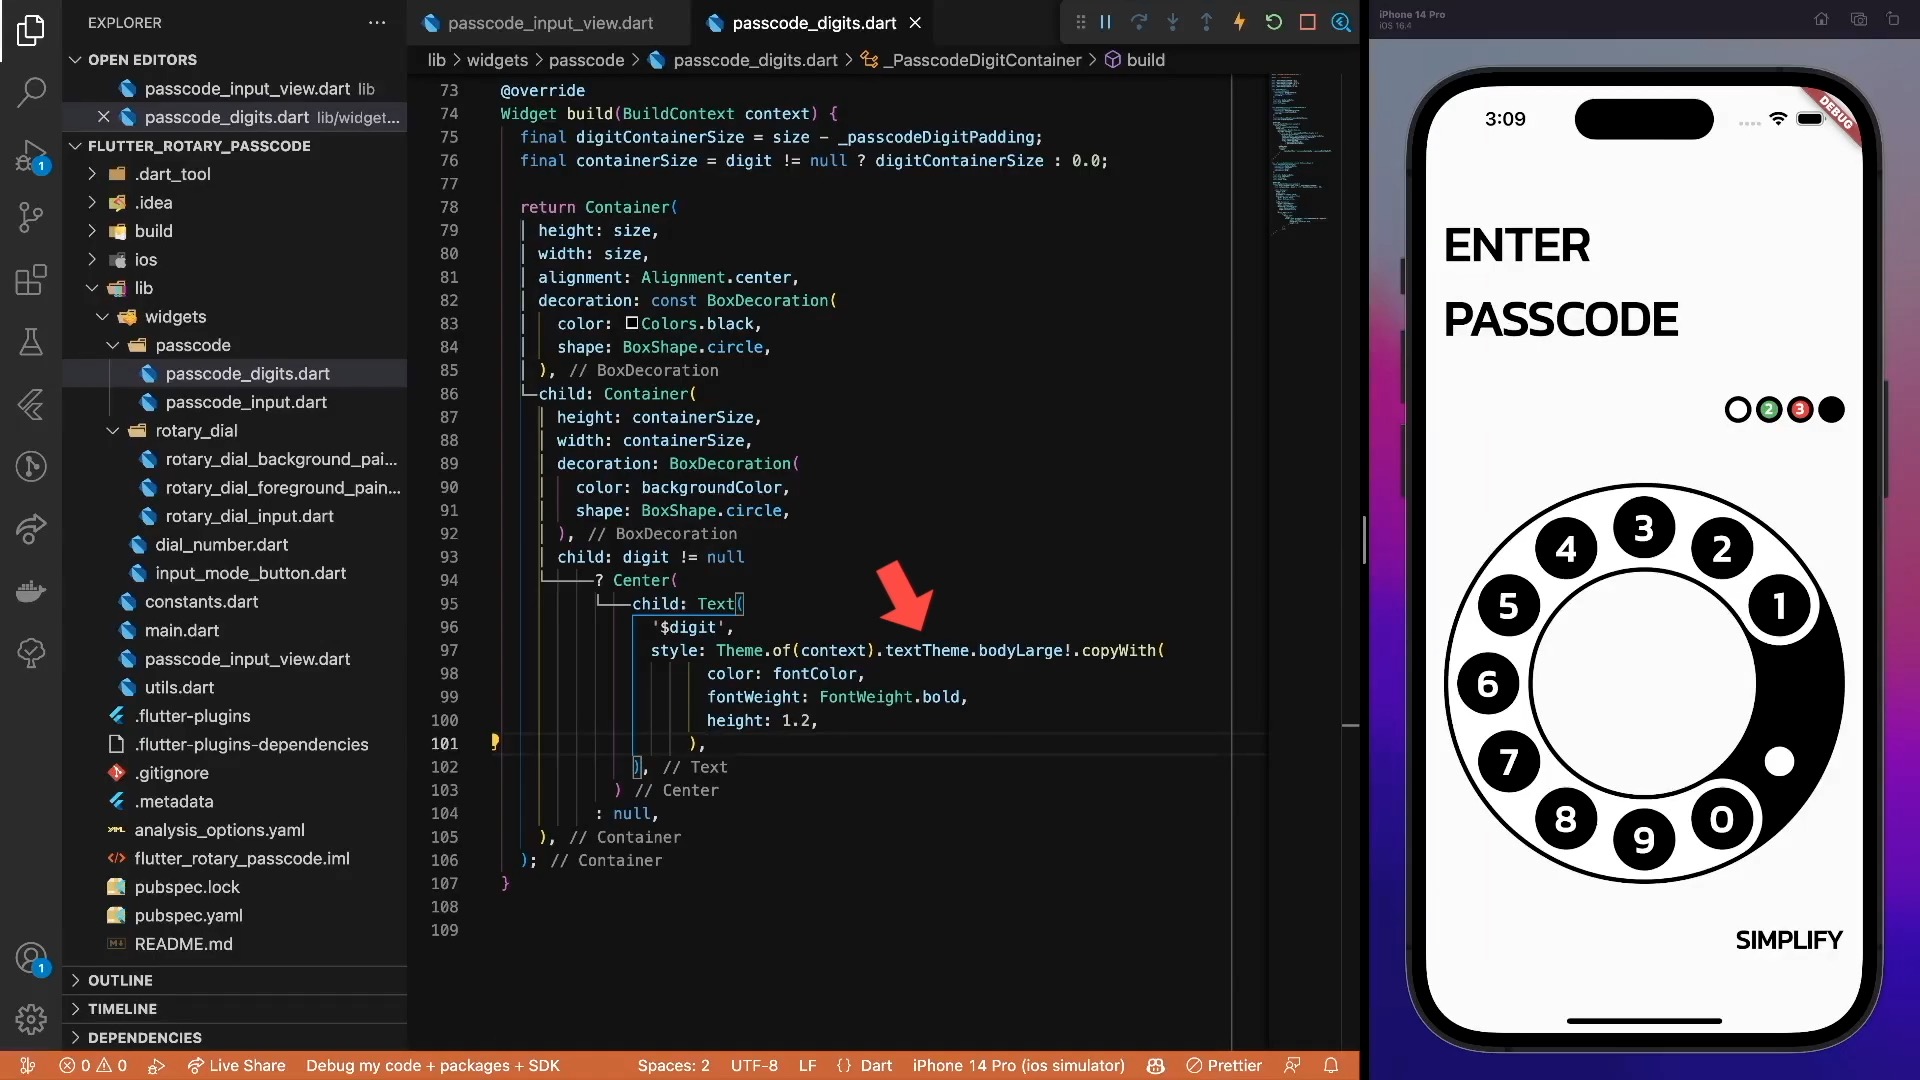 EXPLORER
OPEN EDITORS
passcode_input_view.dart lib
passcode_digits.dart lib/widget...
FLUTTER_ROTARY_PASSCODE
.dart_tool
.idea
build
ios
lib
widgets
passcode
passcode_digits.dart
passcode_input.dart
rotary_dial
rotary_dial_background_pai...
rotary_dial_foreground_pain...
rotary_dial_input.dart
dial_number.dart
input_mode_button.dart
constants.dart
main.dart
passcode_input_view.dart
utils.dart
.flutter-plugins
.flutter-plugins-dependencies
.gitignore
.metadata
analysis_options.yaml
flutter_rotary_passcode.iml
pubspec.lock
pubspec.yaml
README.md
OUTLINE
TIMELINE
DEPENDENCIES
1
1
passcode_input_view.dart
passcode_digits.dart
lib > widgets > passcode > passcode_digits.dart > _PasscodeDigitContainer > build
73 @override
74 Widget build(BuildContext context) {
75 final digitContainerSize = size - _passcodeDigitPadding;
76 final containerSize = digit != null ? digitContainerSize : 0.0;
77
78 return Container(
79 height: size,
80 width: size,
81 alignment: Alignment.center,
82 decoration: const BoxDecoration(
83 color: Colors.black,
84 shape: BoxShape.circle,
85 ), // BoxDecoration
86 child: Container(
87 height: containerSize,
88 width: containerSize,
89 decoration: BoxDecoration(
90 color: backgroundColor,
91 shape: BoxShape.circle,
92 ), // BoxDecoration
93 child: digit != null
94 ? Center(
95 child: Text(
96 '$digit',
97 style: Theme.of(context).textTheme.bodyLarge!.copyWith(
98 color: fontColor,
99 fontWeight: FontWeight.bold,
100 height: 1.2,
101 ),
102 ), // Text
103 ) // Center
104 : null,
105 ), // Container
106 ); // Container
107 }
108
109
0 0 Live Share Debug my code + packages + SDK Spaces: 2 UTF-8 LF {} Dart iPhone 14 Pro (ios simulator) Prettier
iPhone 14 Pro
iOS 16.4
3:09
DEBUG
ENTER
PASSCODE
2 3
3
4 2
5 1
6
7
8 0
9
SIMPLIFY